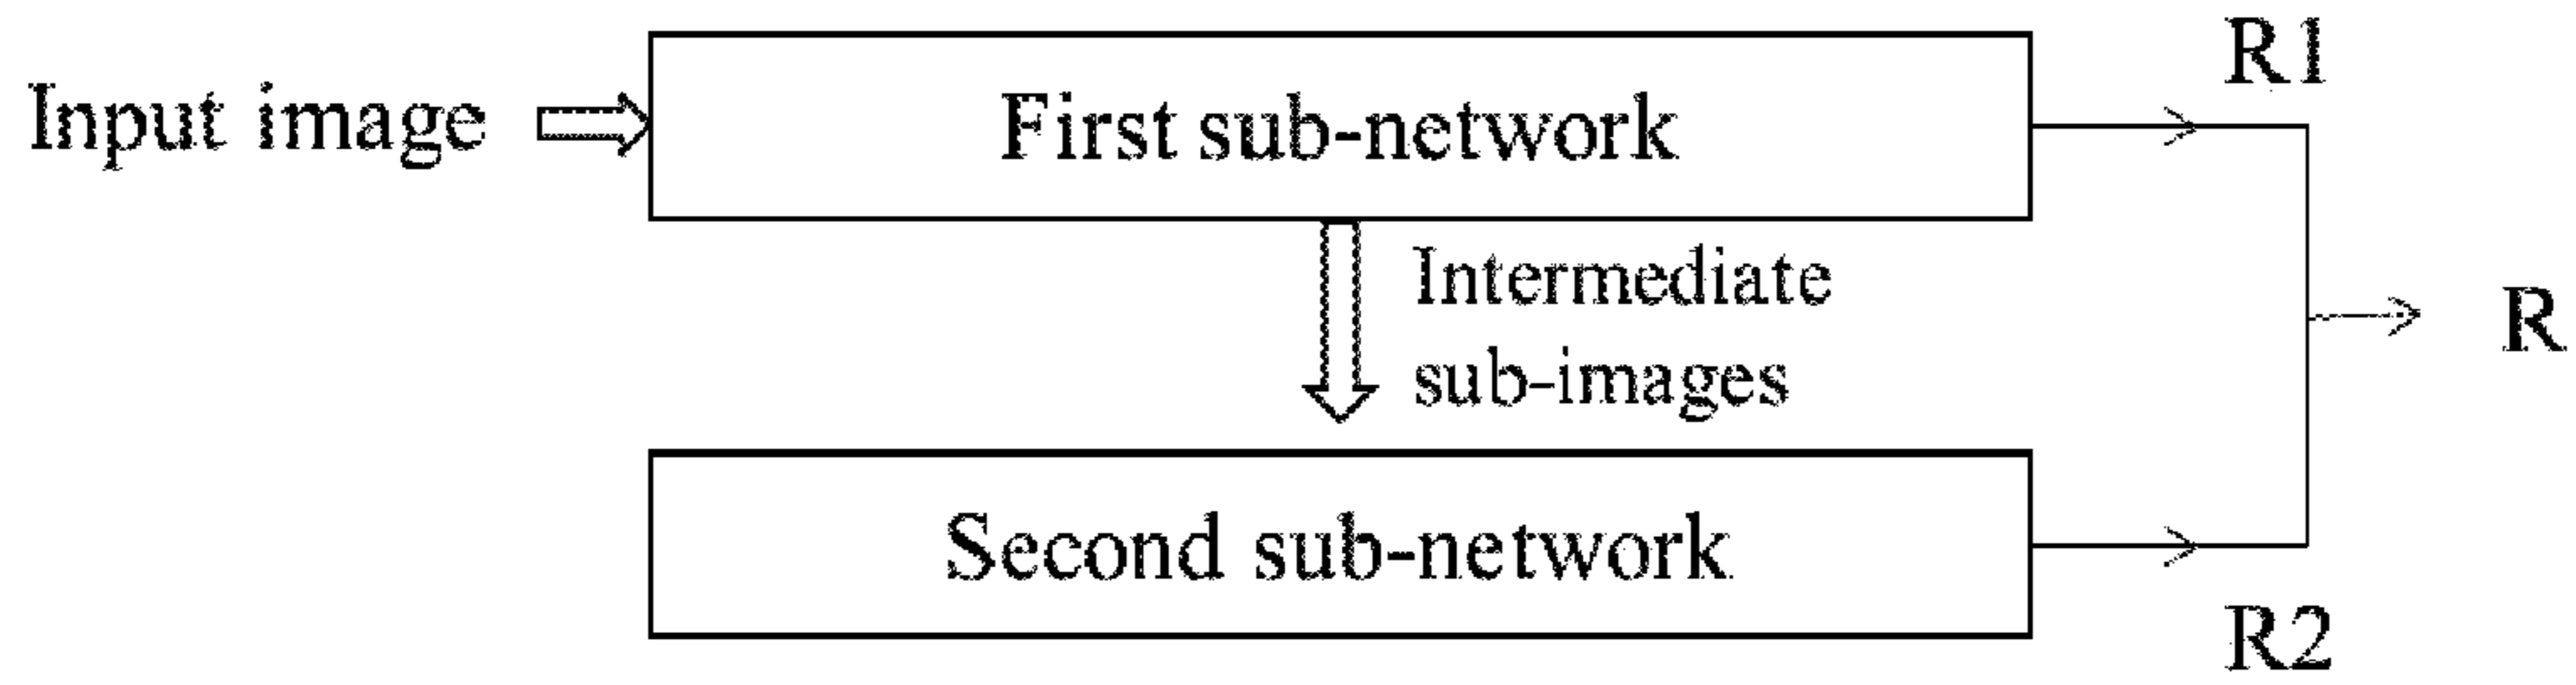 R1
Input image
First sub-network
Intermediate
sub-images
R
Second sub-network
R2